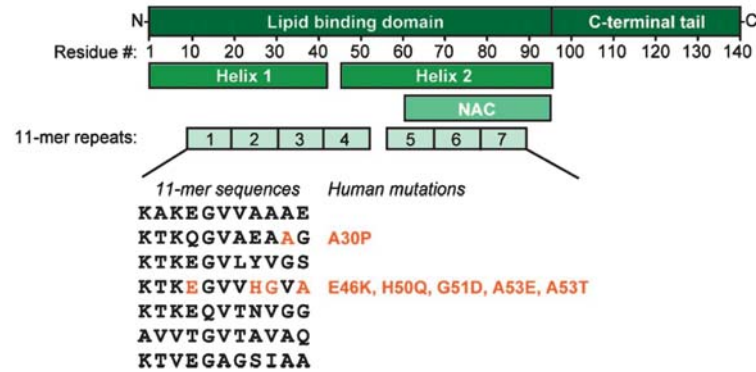 N- Lipid binding domain C-terminal tail -C
Residue #: 1 10 20 30 40 50 60 70 80 90 100 110 120 130 140
Helix 1 Helix 2
NAC
11-mer repeats: 1 2 3 4 5 6 7
11-mer sequences Human mutations
KAKEGVVAAAE
KTKQGVAEAAG A30P
KTKEGVLYVGS
KTKEGVVHGVA E46K, H50Q, G51D, A53E, A53T
KTKEQVTNVGG
AVVTGVTAVAQ
KTVEGAGSIAA